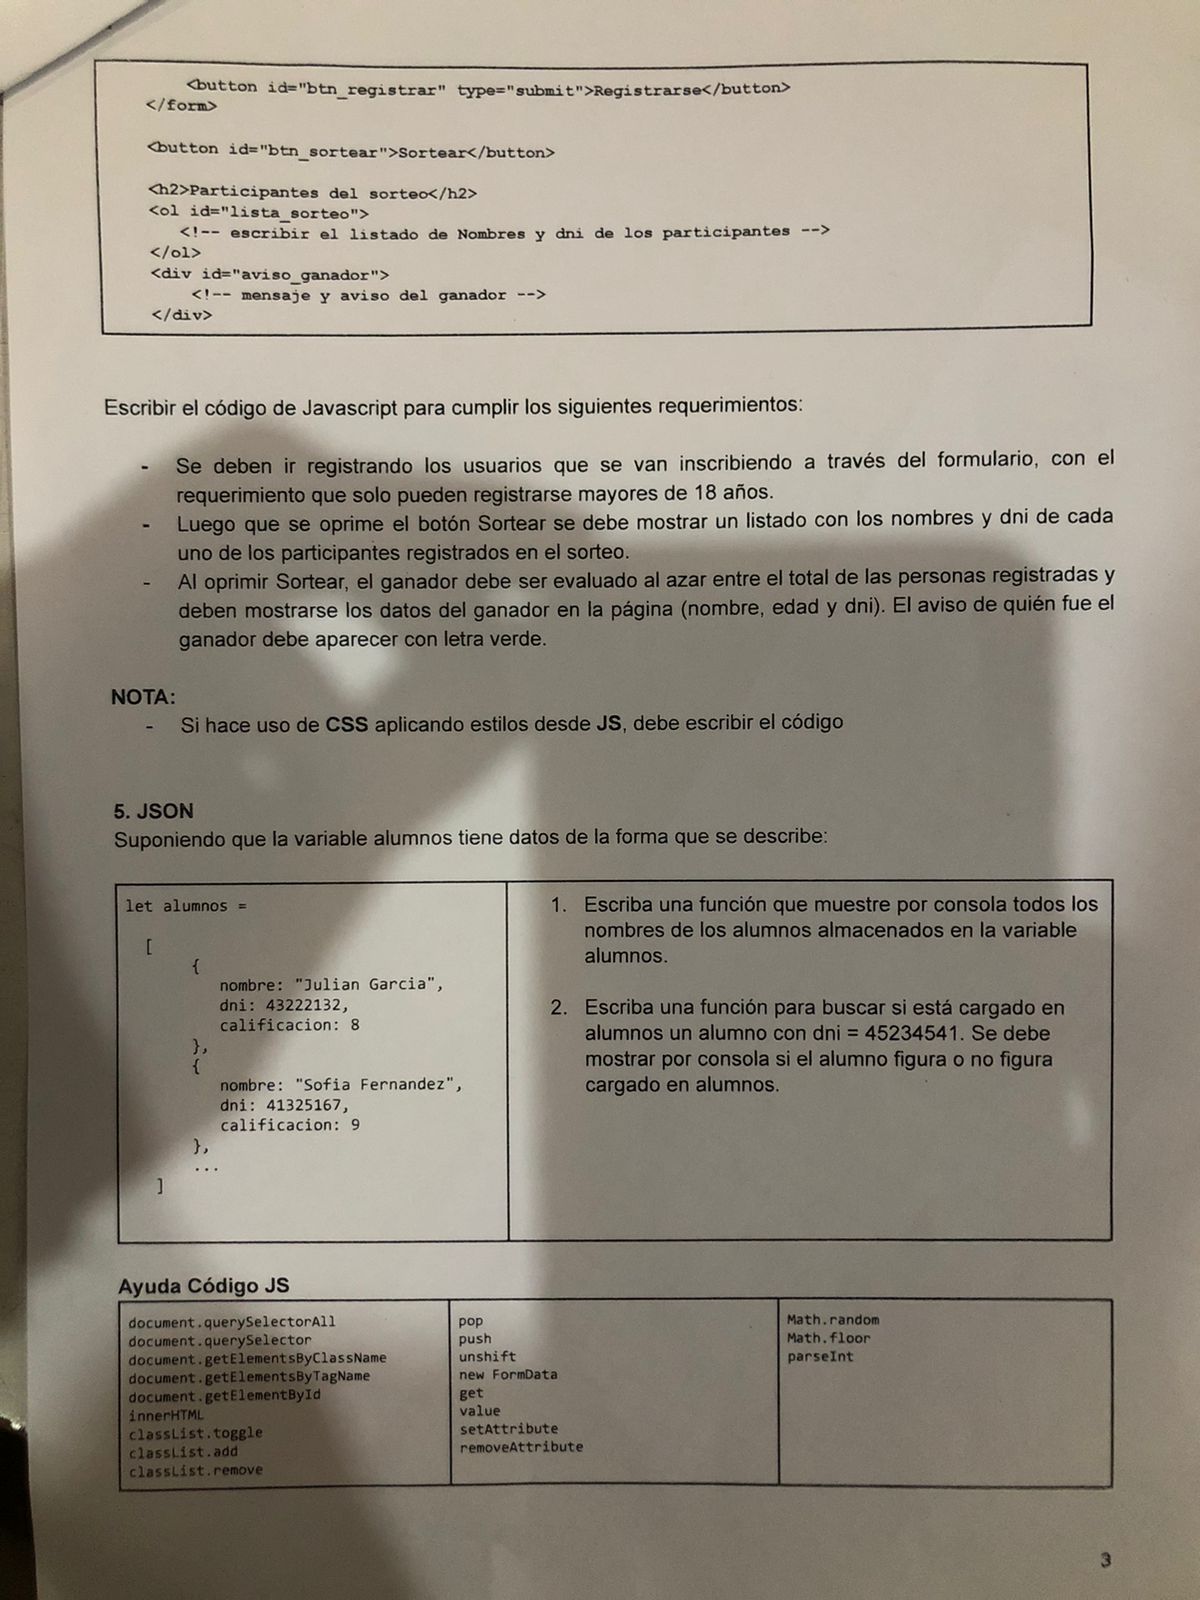 <button id="btn_registrar" type="submit">Registrarse</button>
</form>
<button id="btn_sortear">Sortear</button>
<h2>Participantes del sorteo</h2>
<ol id="lista_sorteo">
<!-- escribir el listado de Nombres y dni de los participantes -->
</ol>
<div id="aviso_ganador">
<!-- mensaje y aviso del ganador -->
</div>
Escribir el código de Javascript para cumplir los siguientes requerimientos:
- Se deben ir registrando los usuarios que se van inscribiendo a través del formulario, con el
requerimiento que solo pueden registrarse mayores de 18 años.
- Luego que se oprime el botón Sortear se debe mostrar un listado con los nombres y dni de cada
uno de los participantes registrados en el sorteo.
- Al oprimir Sortear, el ganador debe ser evaluado al azar entre el total de las personas registradas y
deben mostrarse los datos del ganador en la página (nombre, edad y dni). El aviso de quién fue el
ganador debe aparecer con letra verde.
NOTA:
- Si hace uso de CSS aplicando estilos desde JS, debe escribir el código
5. JSON
Suponiendo que la variable alumnos tiene datos de la forma que se describe:
let alumnos =
[
{
nombre: "Julian Garcia",
dni: 43222132,
calificacion: 8
},
{
nombre: "Sofia Fernandez",
dni: 41325167,
calificacion: 9
},
...
]
1. Escriba una función que muestre por consola todos los
nombres de los alumnos almacenados en la variable
alumnos.
2. Escriba una función para buscar si está cargado en
alumnos un alumno con dni = 45234541. Se debe
mostrar por consola si el alumno figura o no figura
cargado en alumnos.
Ayuda Código JS
document.querySelectorAll
document.querySelector
document.getElementsByClassName
document.getElementsByTagName
document.getElementById
innerHTML
classList.toggle
classList.add
classList.remove
pop
push
unshift
new FormData
get
value
setAttribute
removeAttribute
Math.random
Math.floor
parseInt
3